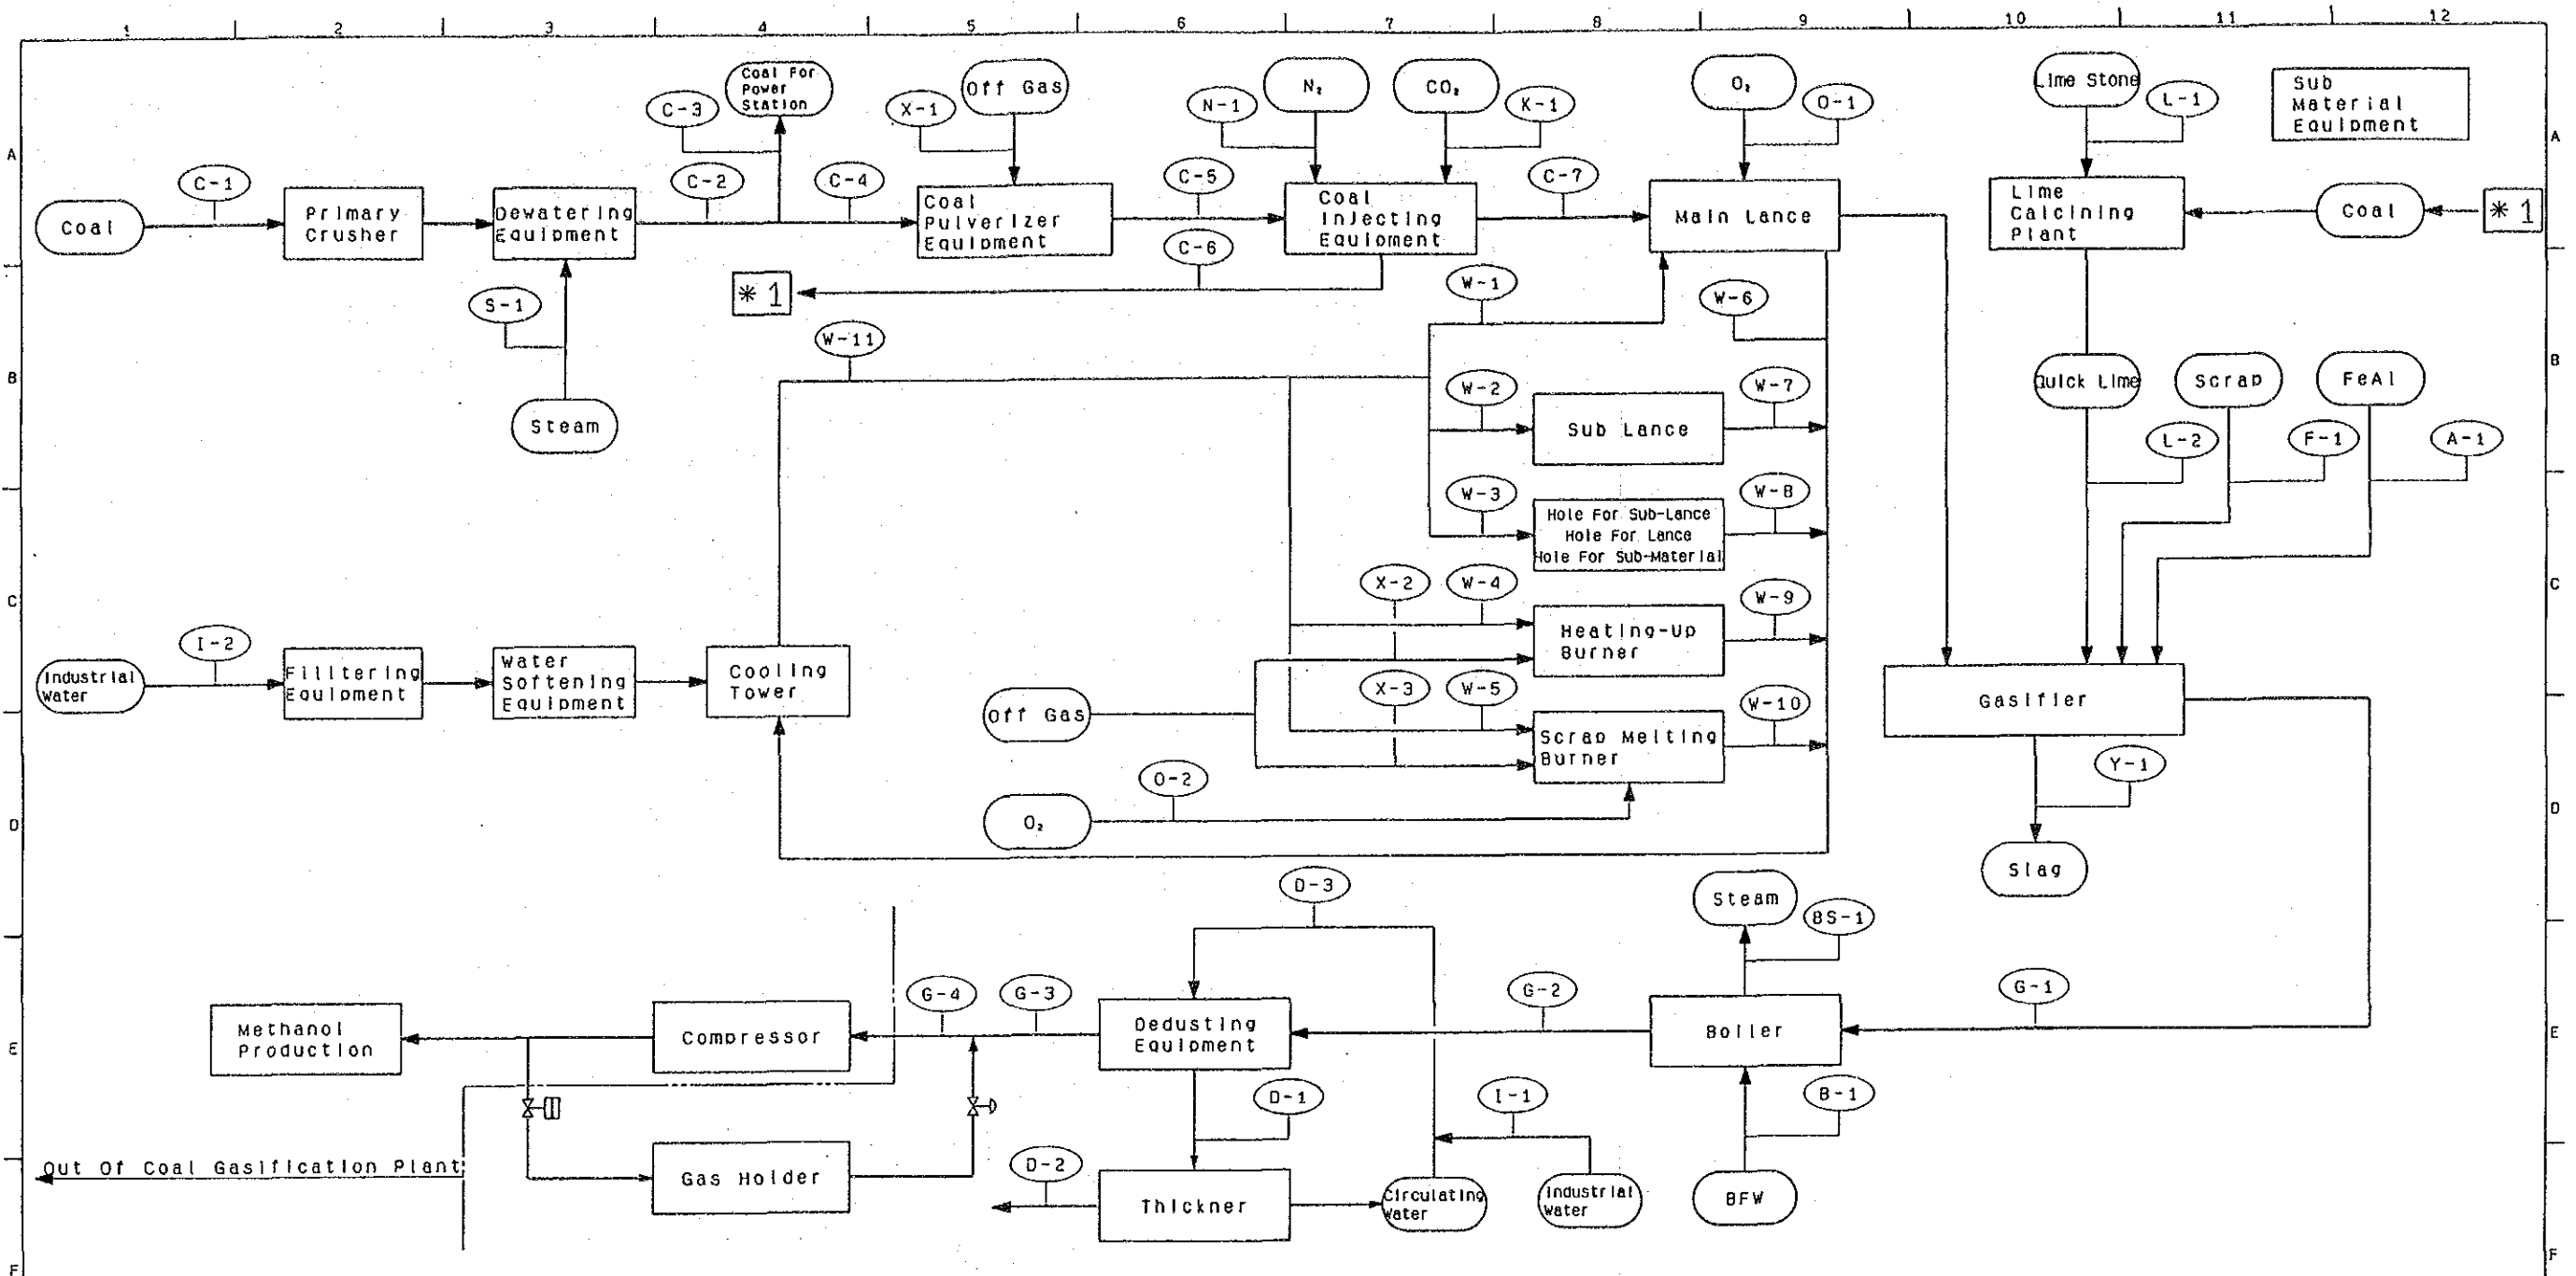 1 2 3 4 5 6 7 8 9 10 11 12
A
B
C
D
E
F
A
B
C
D
E
F
Coal
C-1
Primary
Crusher
Dewatering
Equipment
S-1
Steam
C-3
Coal For
Power
Station
C-2
C-4
X-1
Off Gas
Coal
Pulverizer
Equipment
C-5
C-6
*1
N-1
N₂
CO₂
K-1
Coal
Injecting
Equipment
C-7
O₂
O-1
Main Lance
Lime Stone
L-1
Sub
Material
Equipment
Lime
Calcining
Plant
Coal
*1
W-11
W-1
W-6
W-2
Sub Lance
W-7
W-3
Hole For Sub-Lance
Hole For Lance
Hole For Sub-Material
W-8
X-2
W-4
Heating-Up
Burner
W-9
X-3
W-5
Scrap Melting
Burner
W-10
Quick Lime
Scrap
FeAl
L-2
F-1
A-1
Industrial
Water
I-2
Filltering
Equipment
Water
Softening
Equipment
Cooling
Tower
Off Gas
O-2
O₂
Gasifier
Y-1
Slag
D-3
Steam
BS-1
Methanol
Production
Compressor
G-4
G-3
Dedusting
Equipment
G-2
Boiler
G-1
D-1
I-1
B-1
Out Of Coal Gasification Plant
Gas Holder
D-2
Thickner
Circulating
Water
Industrial
Water
BFW